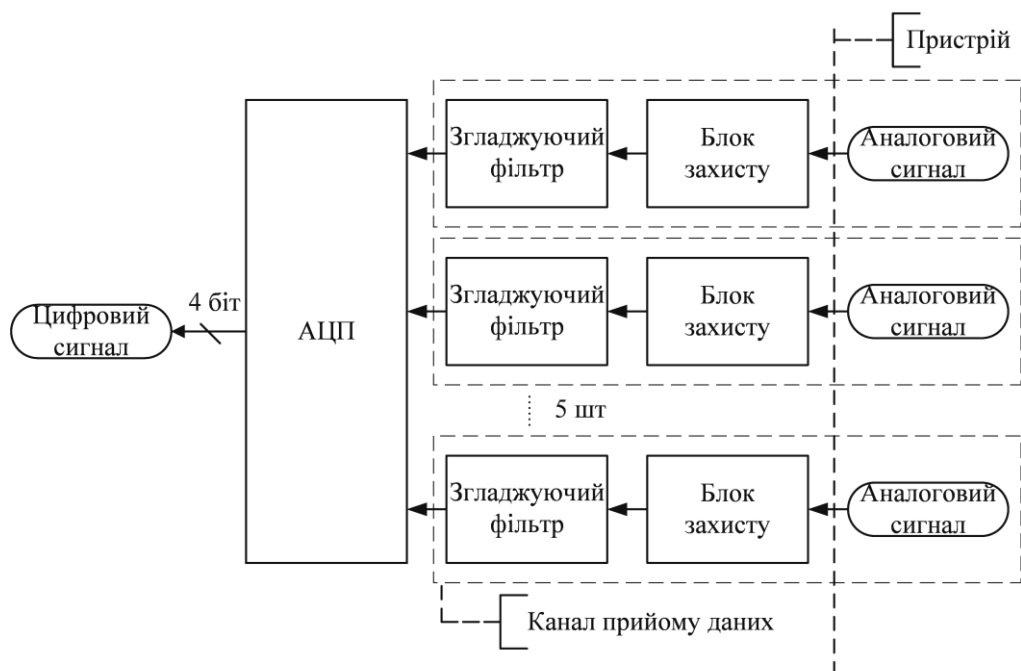 Пристрій
Згладжуючий
фільтр
Блок
захисту
Аналоговий
сигнал
Згладжуючий
фільтр
Блок
захисту
Аналоговий
сигнал
Цифровий
сигнал
4 біт
АЦП
5 шт
Згладжуючий
фільтр
Блок
захисту
Аналоговий
сигнал
Канал прийому даних